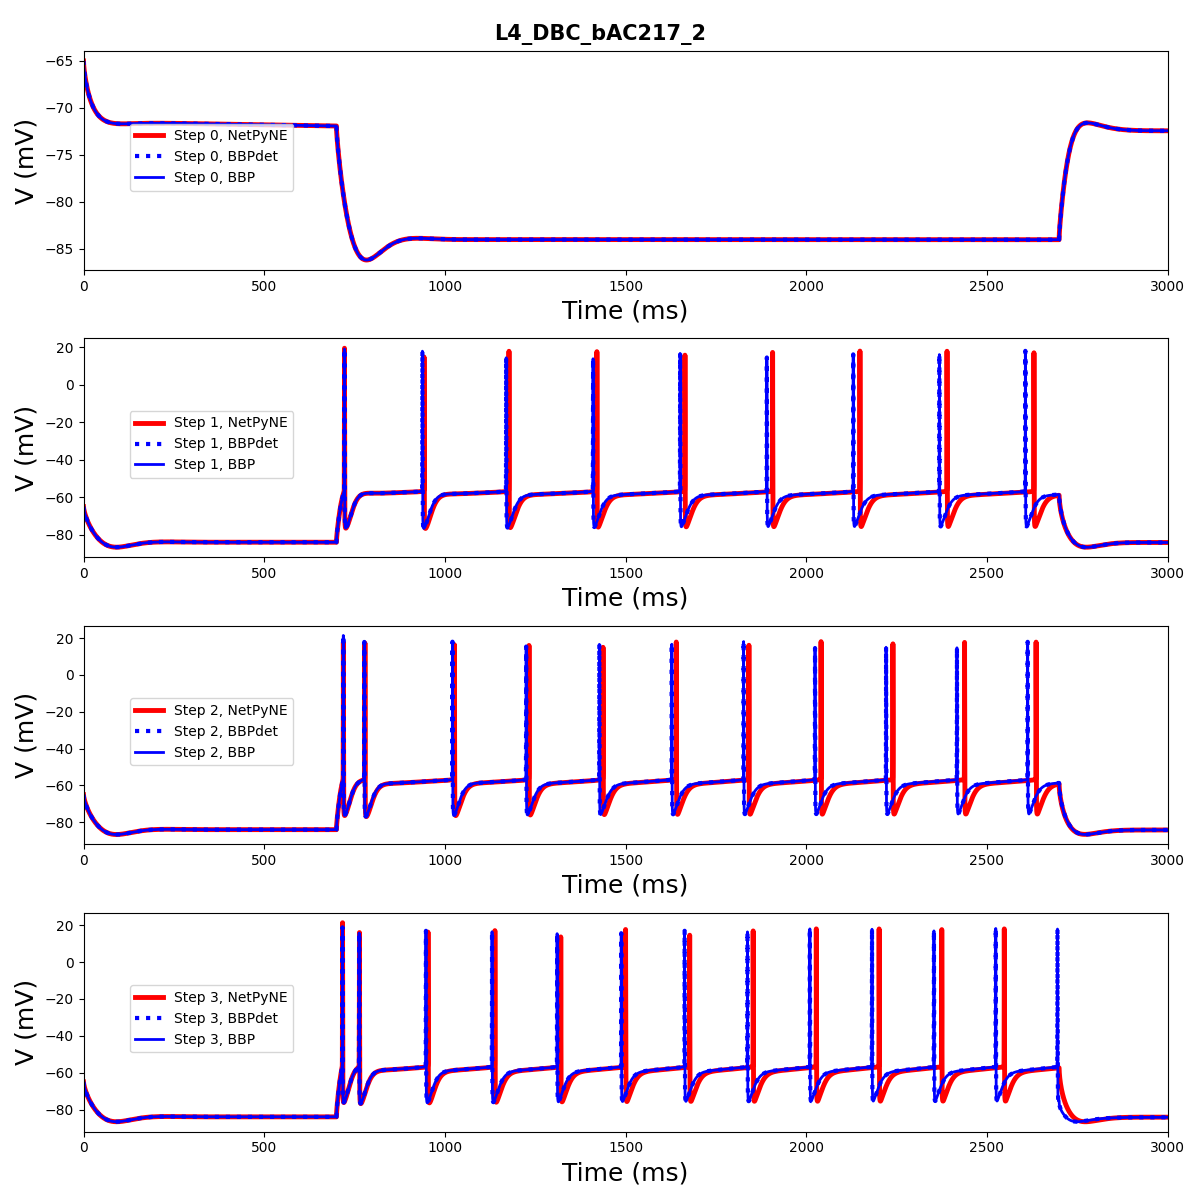 L4_DBC_bAC217_2
−65
−70
−75
−80
−85
V (mV)
Step 0, NetPyNE
Step 0, BBPdet
Step 0, BBP
0 500 1000 1500 2000 2500 3000
Time (ms)
20
0
−20
−40
−60
−80
V (mV)
Step 1, NetPyNE
Step 1, BBPdet
Step 1, BBP
0 500 1000 1500 2000 2500 3000
Time (ms)
20
0
−20
−40
−60
−80
V (mV)
Step 2, NetPyNE
Step 2, BBPdet
Step 2, BBP
0 500 1000 1500 2000 2500 3000
Time (ms)
20
0
−20
−40
−60
−80
V (mV)
Step 3, NetPyNE
Step 3, BBPdet
Step 3, BBP
0 500 1000 1500 2000 2500 3000
Time (ms)